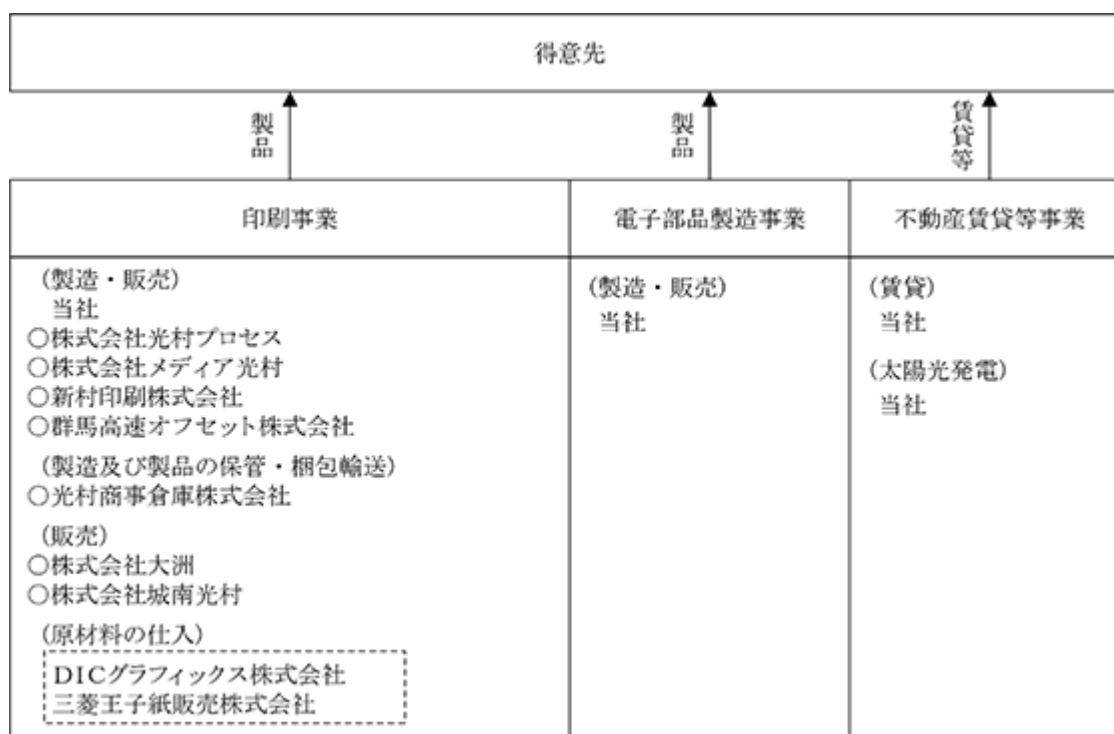 得意先
製品
製品
賃貸等
印刷事業
電子部品製造事業
不動産賃貸等事業
(製造・販売)
当社
○株式会社光村プロセス
○株式会社メディア光村
○新村印刷株式会社
○群馬高速オフセット株式会社
(製造及び製品の保管・梱包輸送)
○光村商事倉庫株式会社
(販売)
○株式会社大洲
○株式会社城南光村
(原材料の仕入)
DICグラフィックス株式会社
三菱王子紙販売株式会社
(製造・販売)
当社
(賃貸)
当社
(太陽光発電)
当社